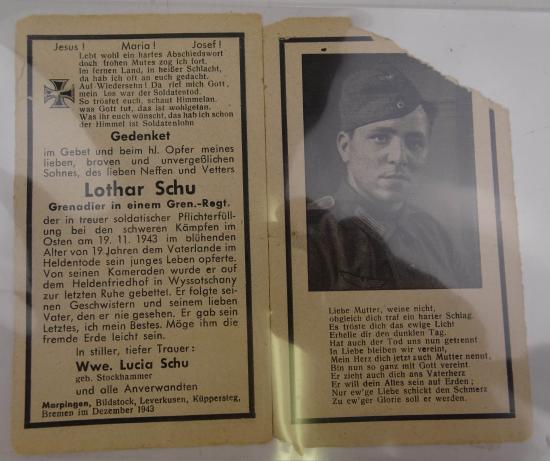 Jesus! Maria! Josef!
Lebt wohl ein hartes Abschiedswort
doch frohen Mutes zog ich fort.
Im fernen Land, in heißer Schlacht,
da hab ich oft an euch gedacht.
Auf Wiedersehn! Da rief mich Gott,
mein Los war der Soldatentod.
So tröstet euch, schaut Himmelan.
was Gott tut, das ist wohlgetan.
Was ihr euch wünscht, das hab ich schon
der Himmel ist Soldatenlohn
Gedenket
im Gebet und beim hl. Opfer meines
lieben, braven und unvergeßlichen
Sohnes, des lieben Neffen und Vetters
Lothar Schu
Grenadier in einem Gren.-Regt.
der in treuer soldatischer Pflichterfül-
lung bei den schweren Kämpfen im
Osten am 19. 11. 1943 im blühenden
Alter von 19 Jahren dem Vaterlande im
Heldentode sein junges Leben opferte.
Von seinen Kameraden wurde er auf
dem Heldenfriedhof in Wyssotschany
zur letzten Ruhe gebettet. Er folgte sei-
nen Geschwistern und seinem lieben
Vater, den er nie gesehen. Er gab sein
Letztes, ich mein Bestes. Möge ihm die
fremde Erde leicht sein.
In stiller, tiefer Trauer:
Wwe. Lucia Schu
geb. Stockhammer
und alle Anverwandten
Marpingen, Bildstock, Leverkusen, Küppersteg,
Bremen im Dezember 1943
Liebe Mutter, weine nicht,
obgleich dich traf ein harter Schlag.
Es tröste dich das ewige Licht
Erhelle dir den dunklen Tag.
Hat auch der Tod uns nun getrennt
In Liebe bleiben wir vereint,
Mein Herz dich jetzt auch Mutter nennt,
Bin nun so ganz mit Gott vereint
Er zieht auch dich ans Vaterherz
Er will dein Alles sein auf Erden;
Nur ew'ge Liebe schickt den Schmerz
Zu ew'ger Glorie soll er werden.